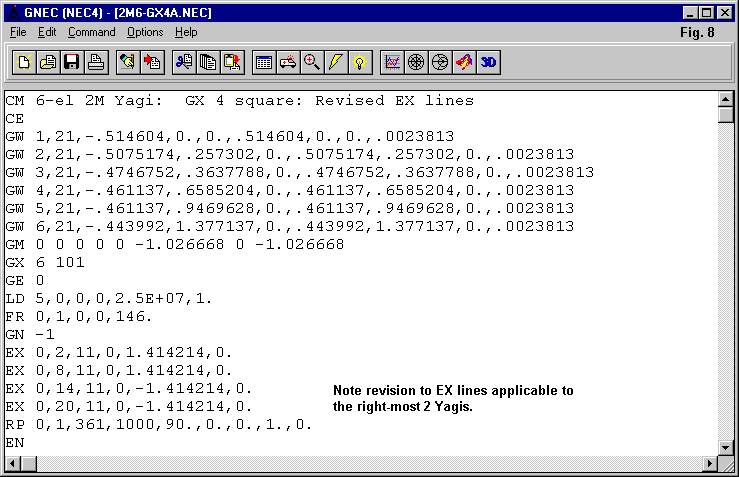 GNEC (NEC4) - [2M6-GX4A.NEC]
File Edit Command Options Help
Fig. 8
3D
CM 6-el 2M Yagi:  GX 4 square: Revised EX lines
CE
GW 1,21,-.514604,0.,0.,.514604,0.,0.,.0023813
GW 2,21,-.5075174,.257302,0.,.5075174,.257302,0.,.0023813
GW 3,21,-.4746752,.3637788,0.,.4746752,.3637788,0.,.0023813
GW 4,21,-.461137,.6585204,0.,.461137,.6585204,0.,.0023813
GW 5,21,-.461137,.9469628,0.,.461137,.9469628,0.,.0023813
GW 6,21,-.443992,1.377137,0.,.443992,1.377137,0.,.0023813
GM 0 0 0 0 0 -1.026668 0 -1.026668
GX 6 101
GE 0
LD 5,0,0,0,2.5E+07,1.
FR 0,1,0,0,146.
GN -1
EX 0,2,11,0,1.414214,0.
EX 0,8,11,0,1.414214,0.
EX 0,14,11,0,-1.414214,0.
EX 0,20,11,0,-1.414214,0.
Note revision to EX lines applicable to
the right-most 2 Yagis.
RP 0,1,361,1000,90.,0.,0.,1.,0.
EN